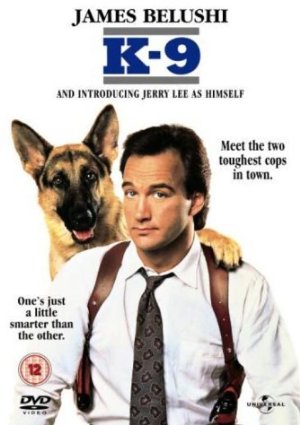 JAMES BELUSHI
K-9
AND INTRODUCING JERRY LEE AS HIMSELF
Meet the two
toughest cops
in town.
One's just
a little
smarter than
the other.
12
DVD
VIDEO
UNIVERSAL